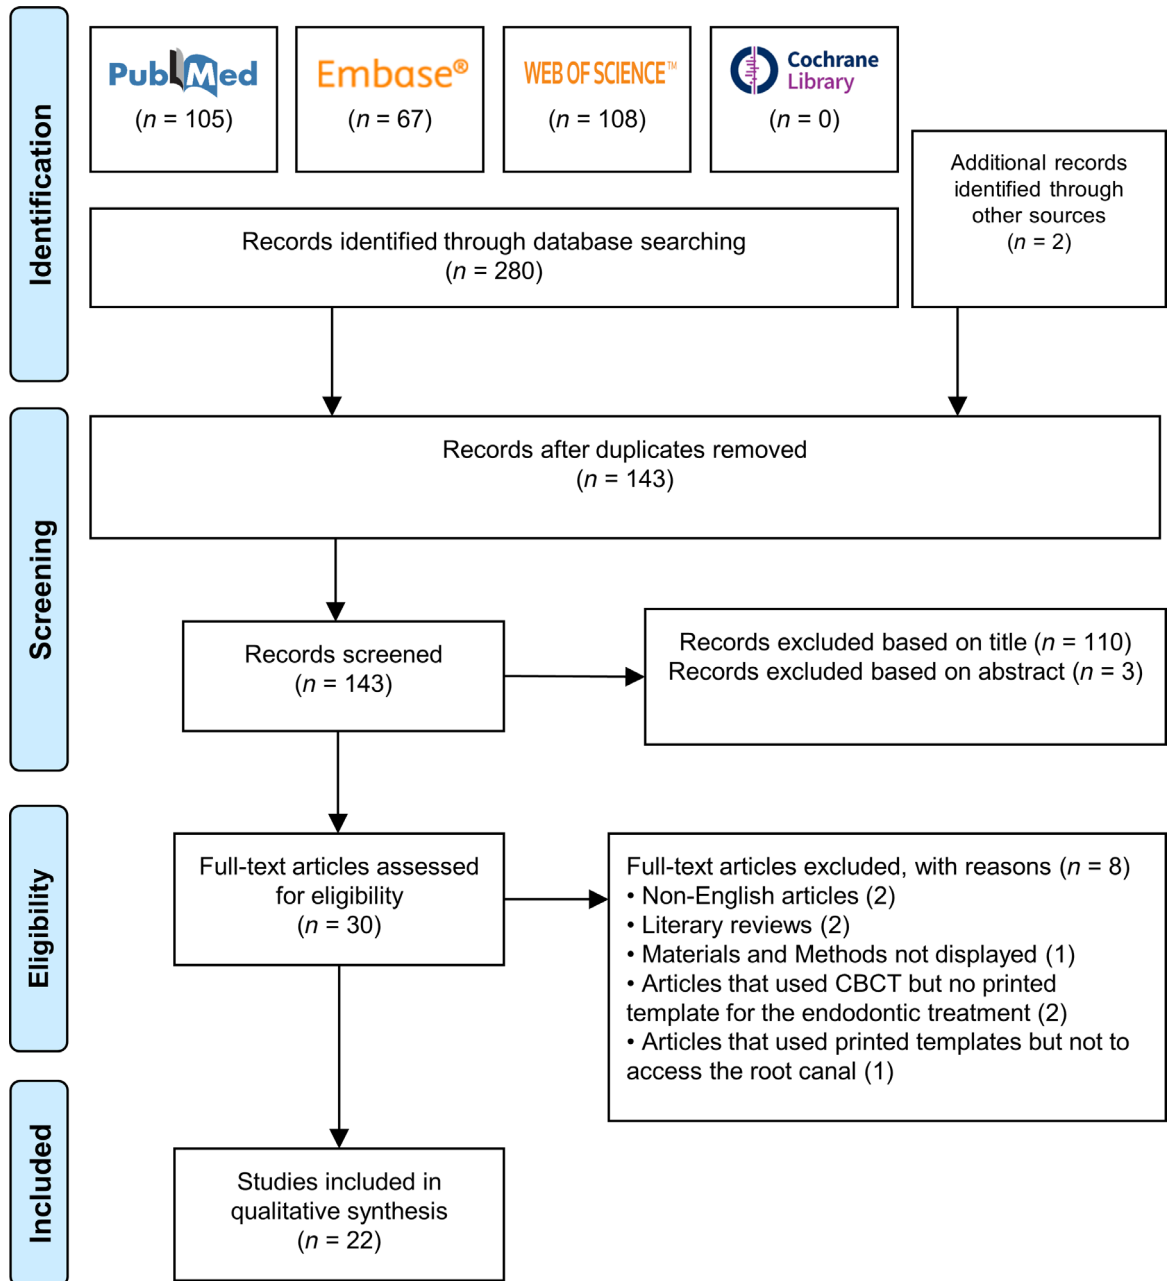 Identification
PubMed
(n = 105)
Embase®
(n = 67)
WEB OF SCIENCE™
(n = 108)
Cochrane
Library
(n = 0)
Additional records
identified through
other sources
(n = 2)
Records identified through database searching
(n = 280)
Screening
Records after duplicates removed
(n = 143)
Records screened
(n = 143)
Records excluded based on title (n = 110)
Records excluded based on abstract (n = 3)
Eligibility
Full-text articles assessed
for eligibility
(n = 30)
Full-text articles excluded, with reasons (n = 8)
• Non-English articles (2)
• Literary reviews (2)
• Materials and Methods not displayed (1)
• Articles that used CBCT but no printed
template for the endodontic treatment (2)
• Articles that used printed templates but not to
access the root canal (1)
Included
Studies included in
qualitative synthesis
(n = 22)